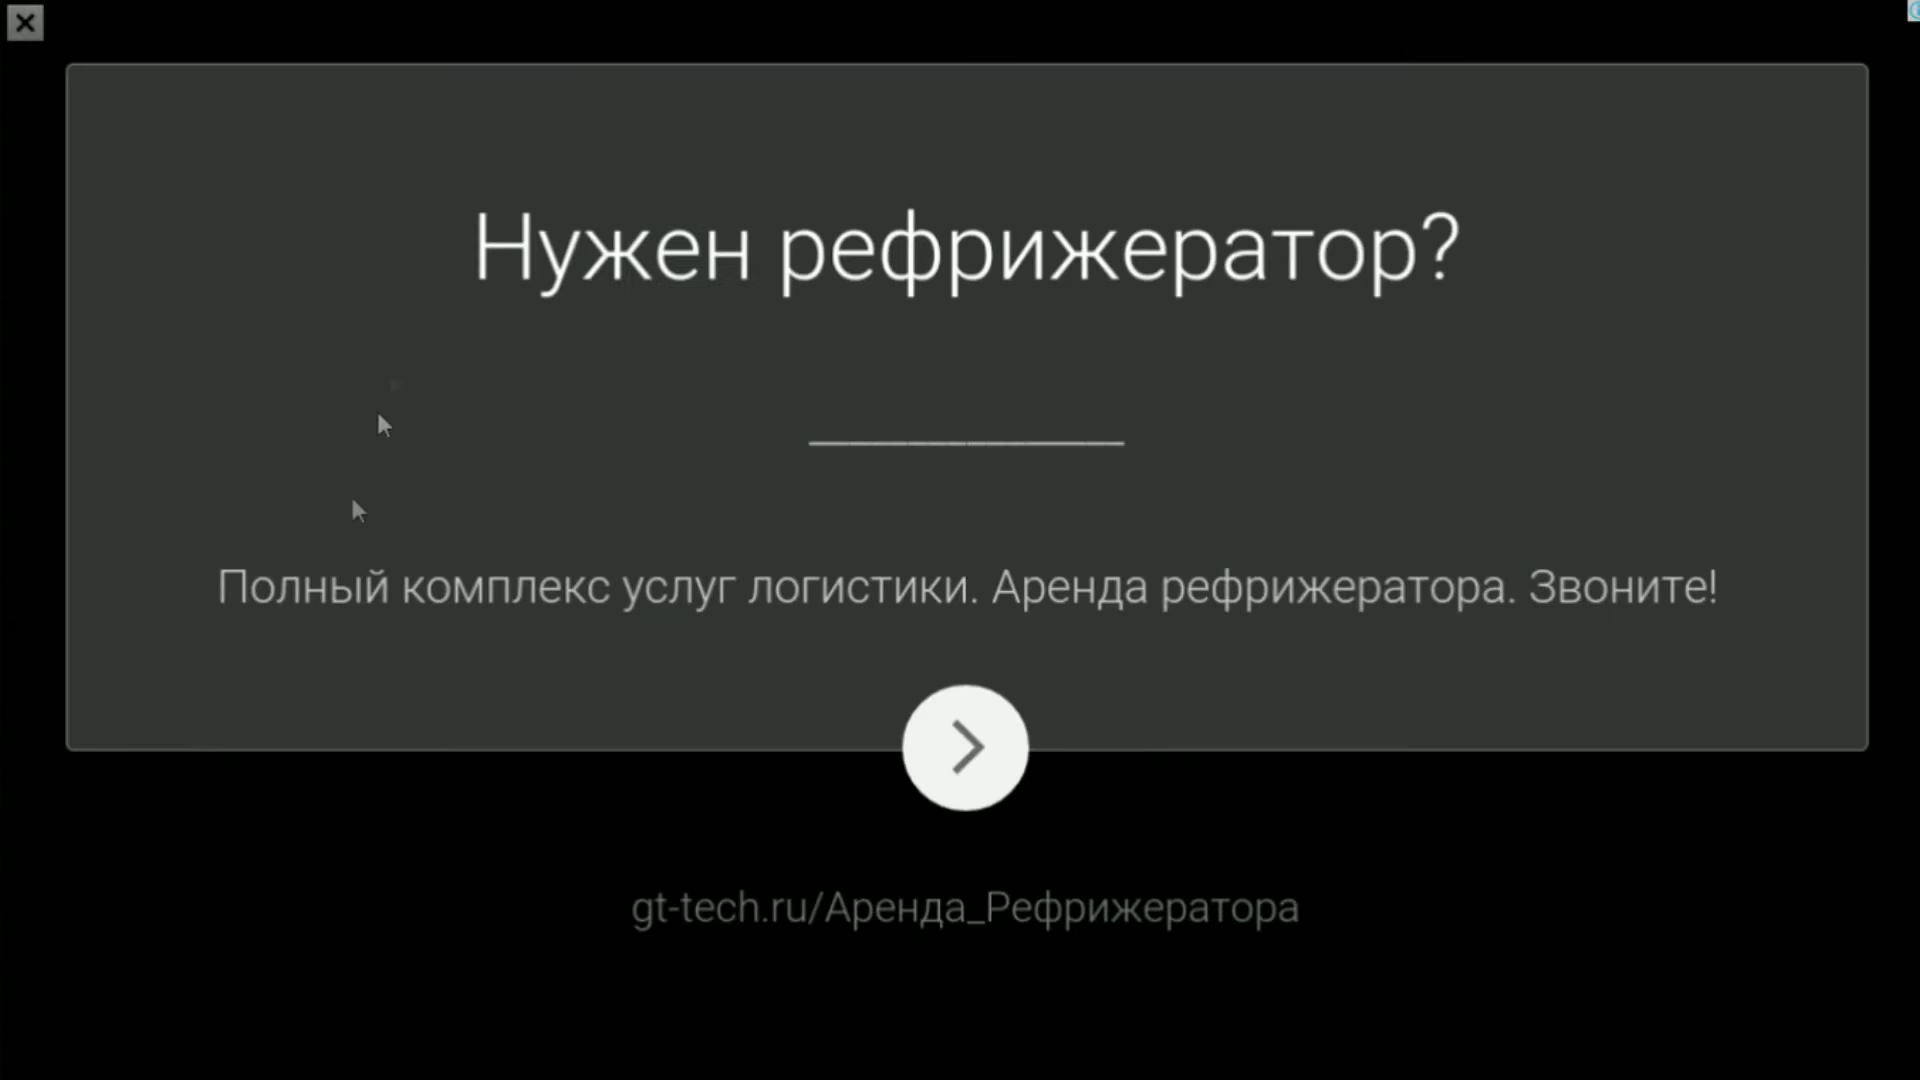 Нужен рефрижератор?
Полный комплекс услуг логистики. Аренда рефрижератора. Звоните!
gt-tech.ru/Аренда_Рефрижератора